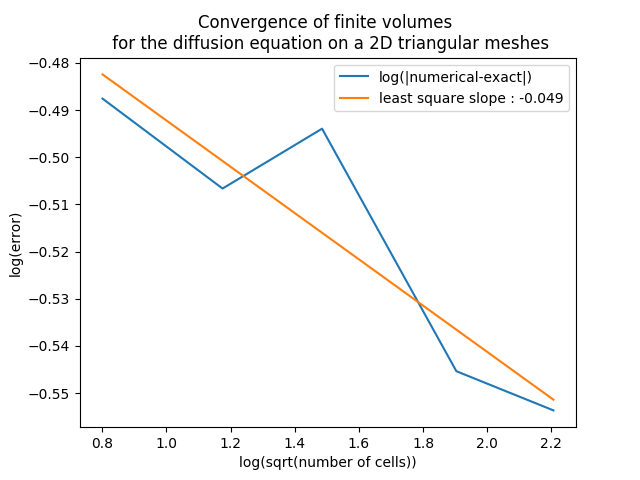 Convergence of finite volumes
for the diffusion equation on a 2D triangular meshes
log(|numerical-exact|)
least square slope : -0.049
log(error)
−0.48
−0.49
−0.50
−0.51
−0.52
−0.53
−0.54
−0.55
0.8 1.0 1.2 1.4 1.6 1.8 2.0 2.2
log(sqrt(number of cells))